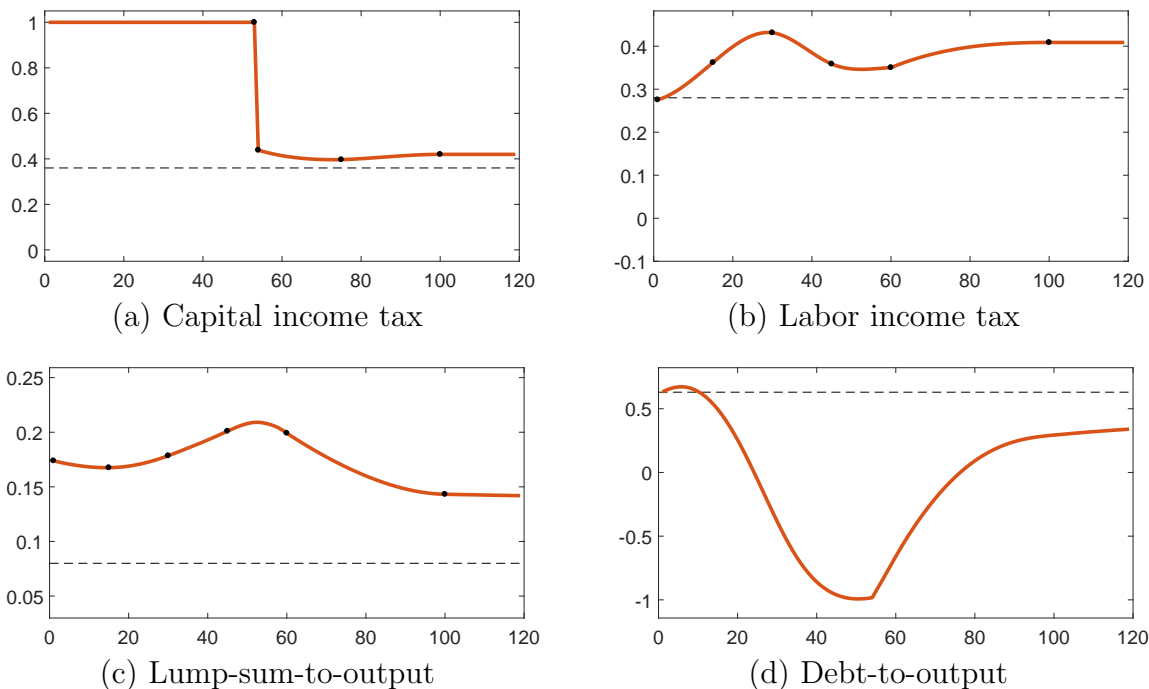 1
0.8
0.6
0.4
0.2
0
0 20 40 60 80 100 120
(a) Capital income tax
0.4
0.3
0.2
0.1
0
-0.1
0 20 40 60 80 100 120
(b) Labor income tax
0.25
0.2
0.15
0.1
0.05
0 20 40 60 80 100 120
(c) Lump-sum-to-output
0.5
0
-0.5
-1
0 20 40 60 80 100 120
(d) Debt-to-output